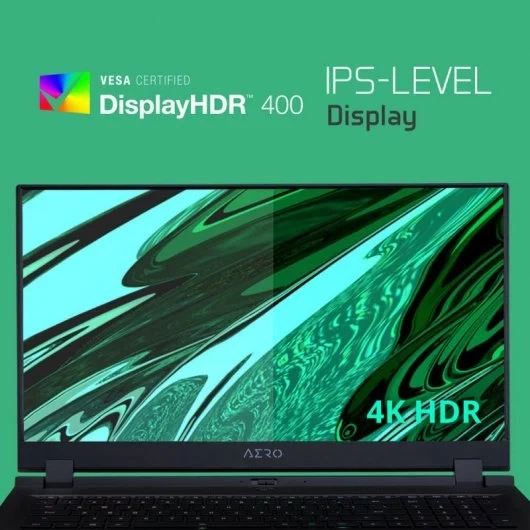 VESA CERTIFIED
DisplayHDR™ 400
IPS-LEVEL
Display
4K HDR
AERO